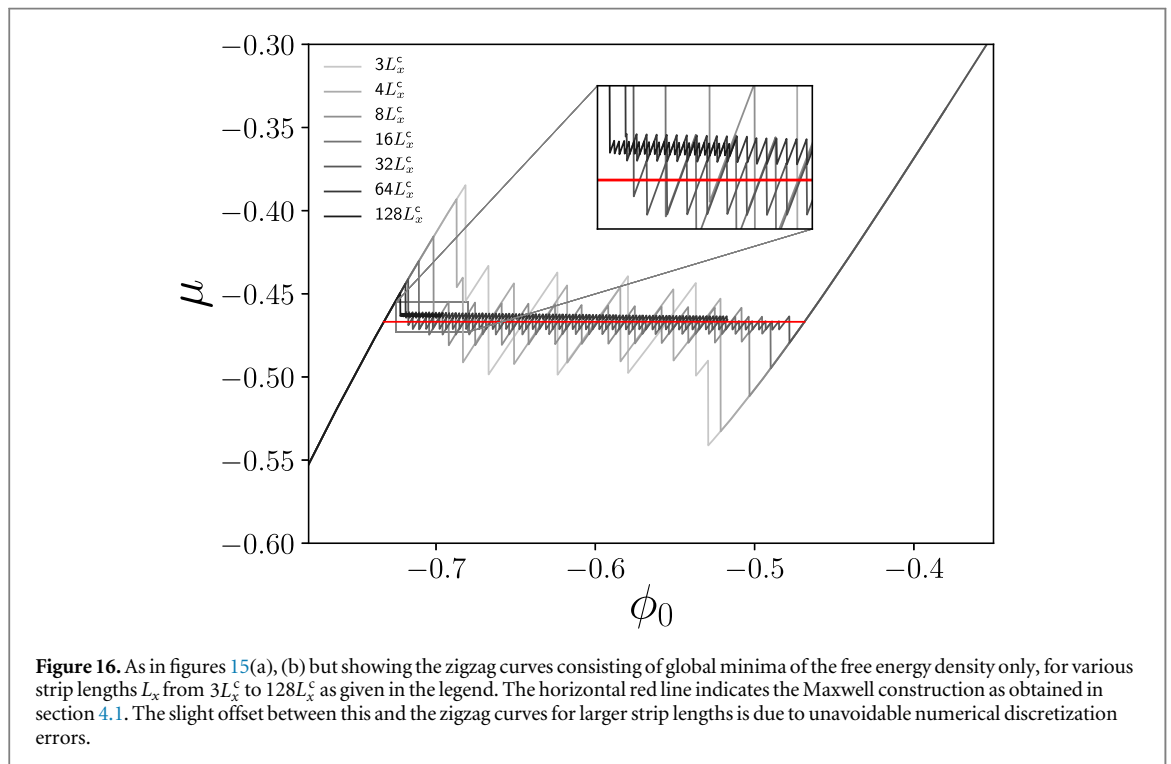 −0.30
−0.35
−0.40
−0.45
−0.50
−0.55
−0.60
μ
3L_x^c
4L_x^c
8L_x^c
16L_x^c
32L_x^c
64L_x^c
128L_x^c
−0.7 −0.6 −0.5 −0.4
ϕ_0
Figure 16. As in figures 15(a), (b) but showing the zigzag curves consisting of global minima of the free energy density only, for various
strip lengths L_x from 3L_x^c to 128L_x^c as given in the legend. The horizontal red line indicates the Maxwell construction as obtained in
section 4.1. The slight offset between this and the zigzag curves for larger strip lengths is due to unavoidable numerical discretization
errors.